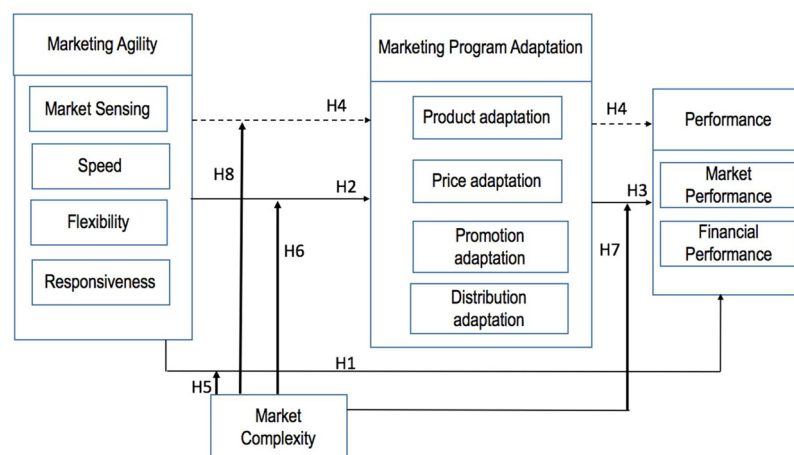 Marketing Agility
Market Sensing
Speed
Flexibility
Responsiveness
H4
H8
H2
H6
Marketing Program Adaptation
Product adaptation
Price adaptation
Promotion
adaptation
Distribution
adaptation
H4
H3
H7
Performance
Market
Performance
Financial
Performance
H1
H5
Market
Complexity